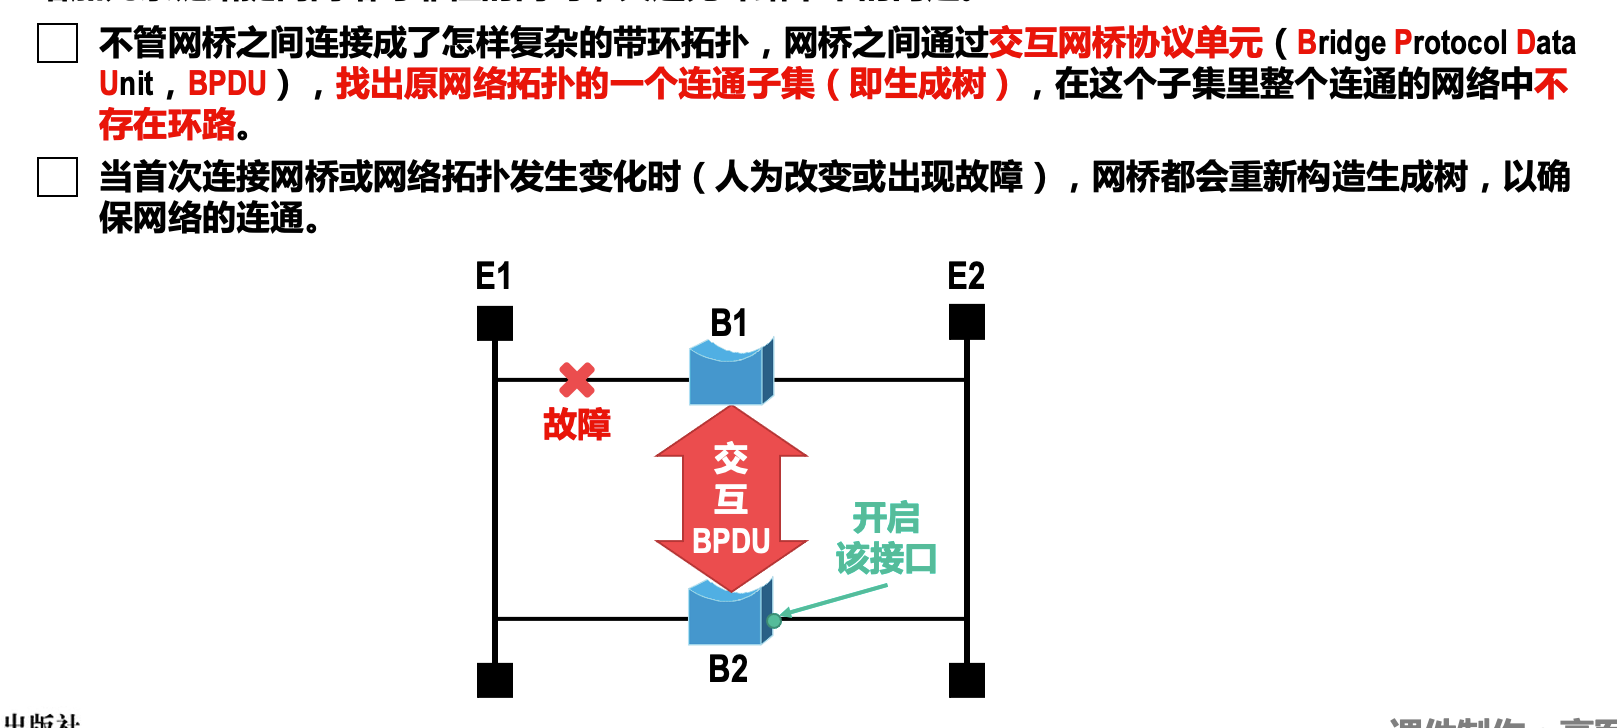 不管网桥之间连接成了怎样复杂的带环拓扑，网桥之间通过交互网桥协议单元（Bridge Protocol Data
Unit，BPDU），找出原网络拓扑的一个连通子集（即生成树），在这个子集里整个连通的网络中不
存在环路。
当首次连接网桥或网络拓扑发生变化时（人为改变或出现故障），网桥都会重新构造生成树，以确
保网络的连通。
E1
E2
B1
故障
交
互
BPDU
开启
该接口
B2
出版社